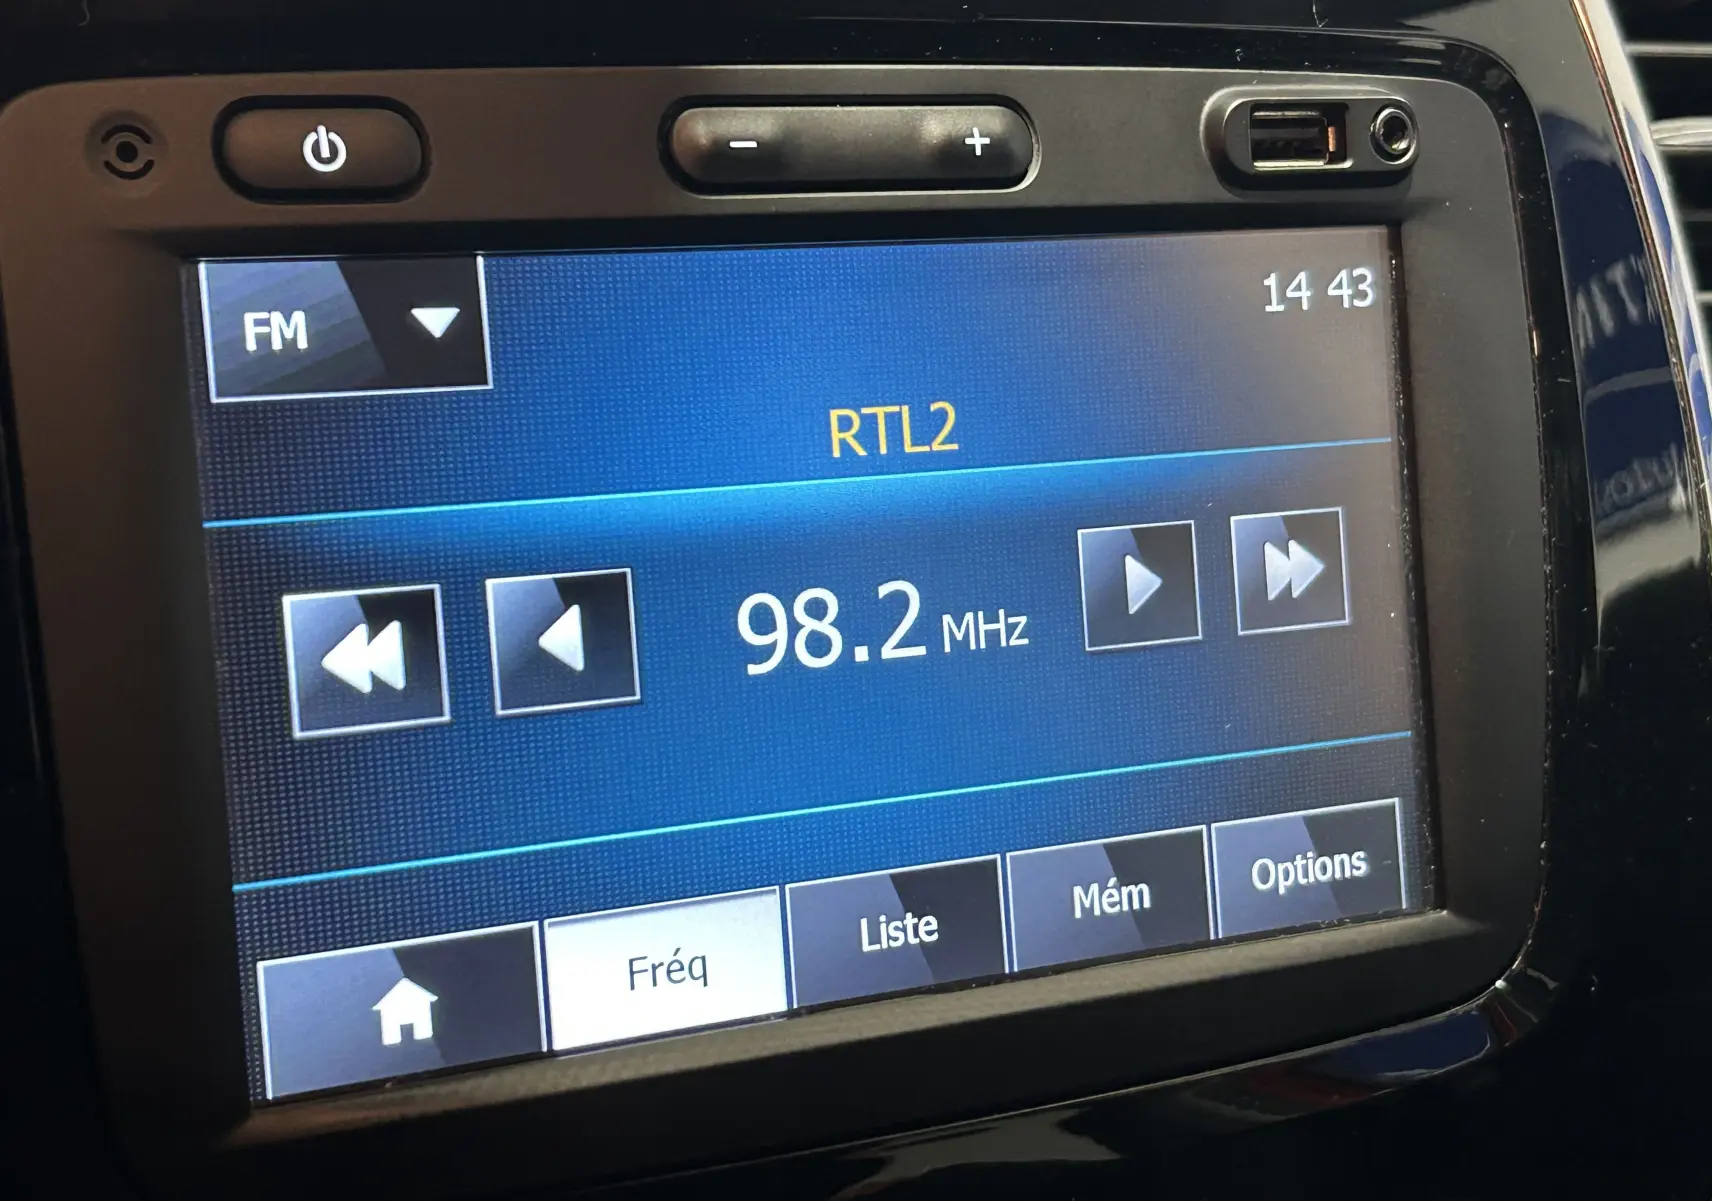 FM
14 43
RTL2
98.2 MHz
Fréq
Liste
Mém
Options